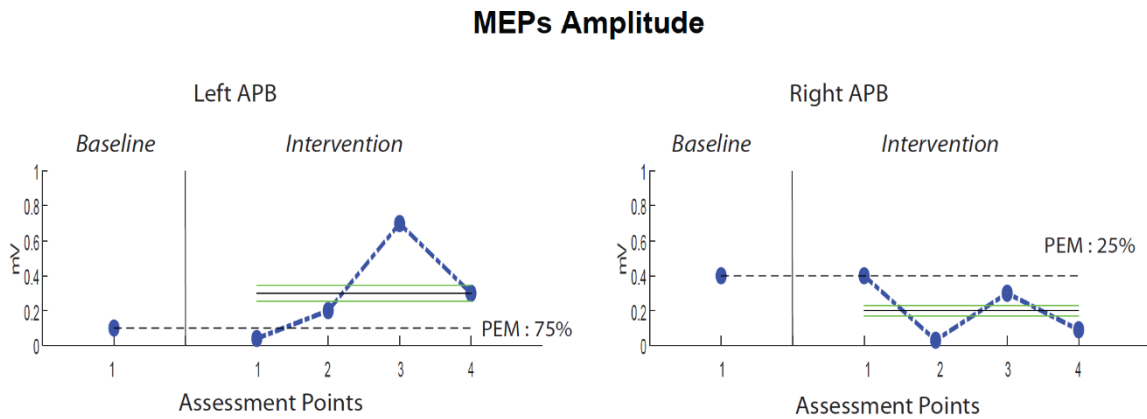 MEPs Amplitude
Left APB
Baseline
Intervention
1
0.8
0.6
0.4
0.2
0
mV
PEM : 75%
1
1
2
3
4
Assessment Points
Right APB
Baseline
Intervention
1
0.8
0.6
0.4
0.2
0
mV
PEM : 25%
1
1
2
3
4
Assessment Points